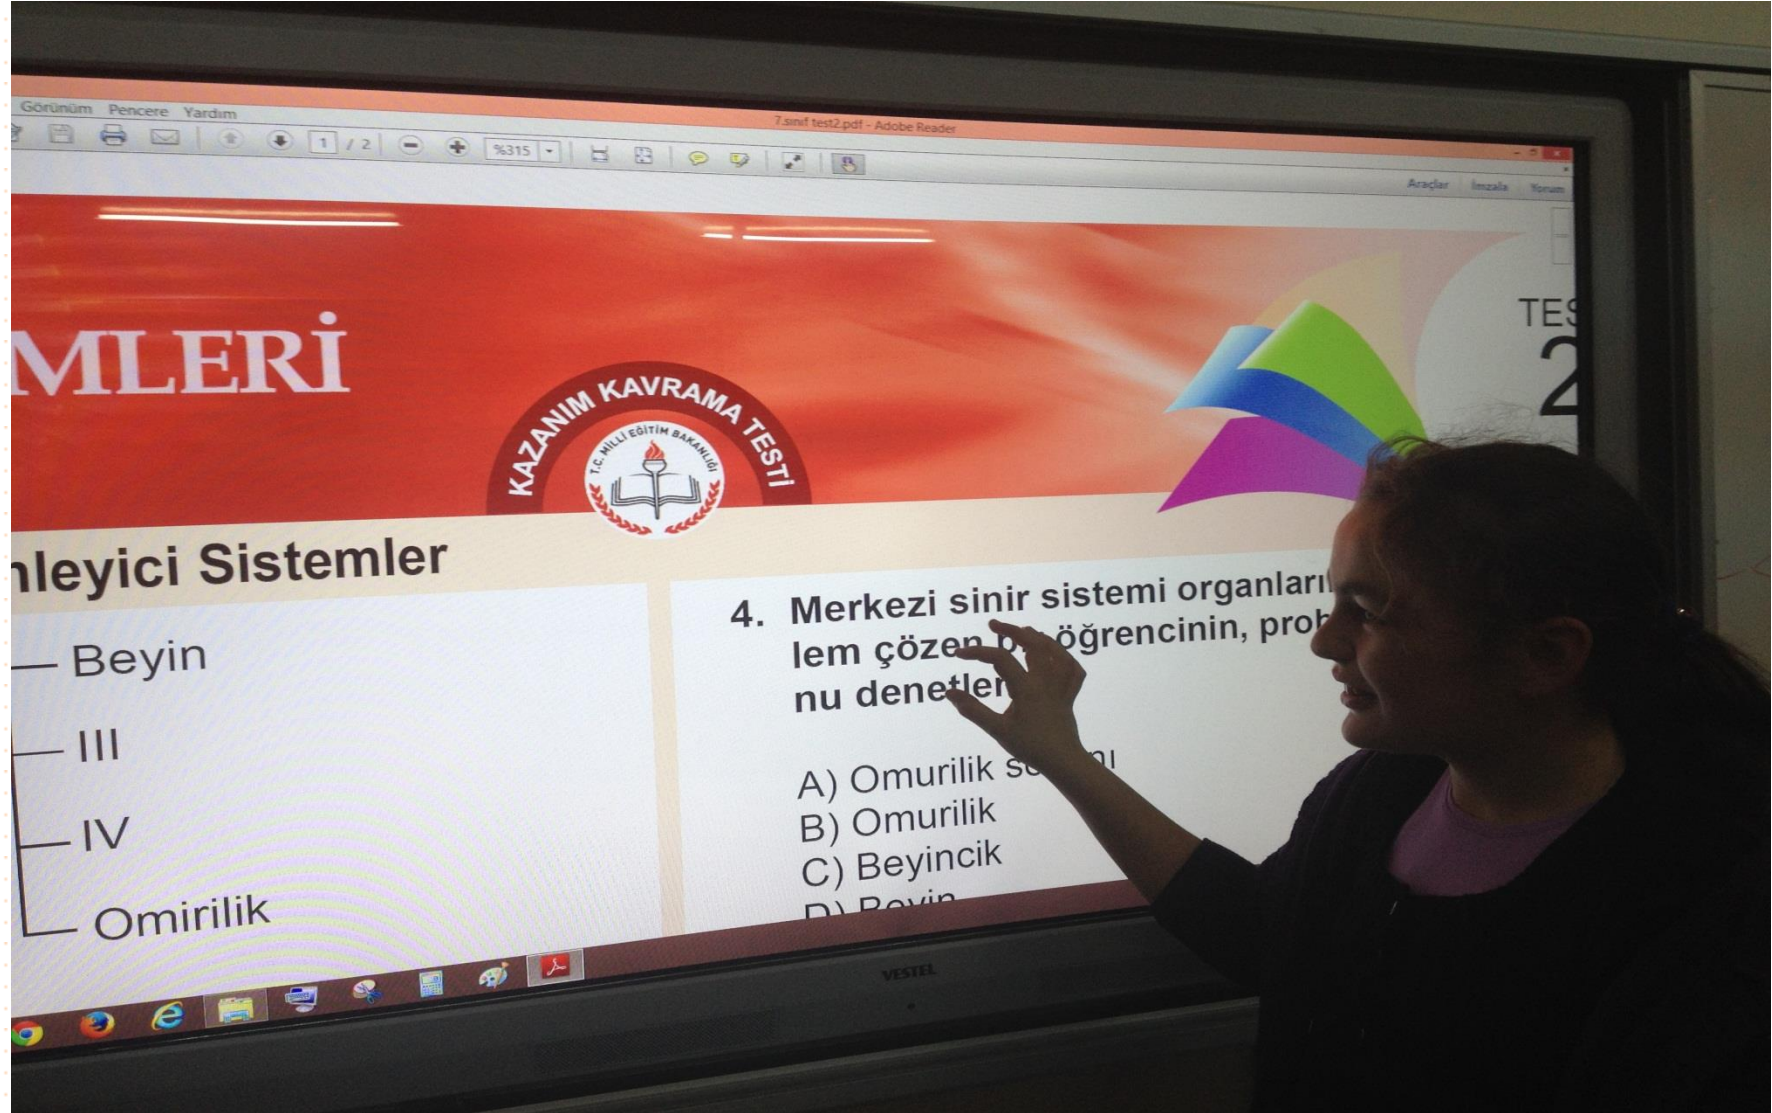 Görünüm Pencere Yardım
7.sınıf test2.pdf - Adobe Reader
1 / 2
%315
Araçlar İmzala Yorum
TES
2
MLERİ
KAZANIM KAVRAMA TESTİ
T.C. MİLLİ EĞİTİM BAKANLIĞI
nleyici Sistemler
Beyin
III
IV
Omirilik
4. Merkezi sinir sistemi organları
lem çözen öğrencinin, prob
nu denetler
A) Omurilik
B) Omurilik
C) Beyincik
D) Beyin
VESTEL